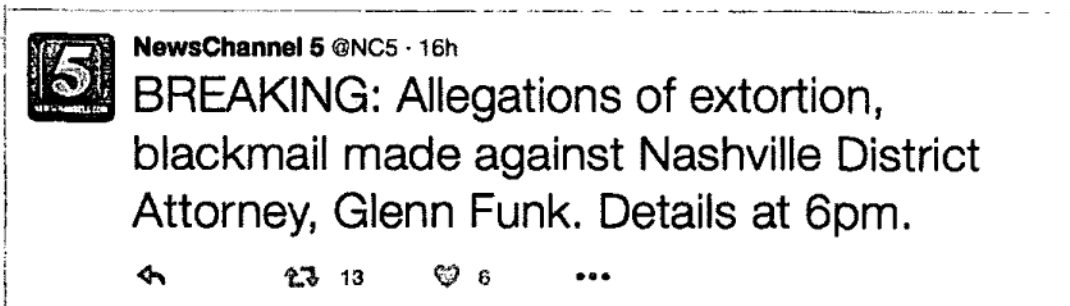 NewsChannel 5 @NC5 · 16h
BREAKING: Allegations of extortion,
blackmail made against Nashville District
Attorney, Glenn Funk. Details at 6pm.
13 6
5